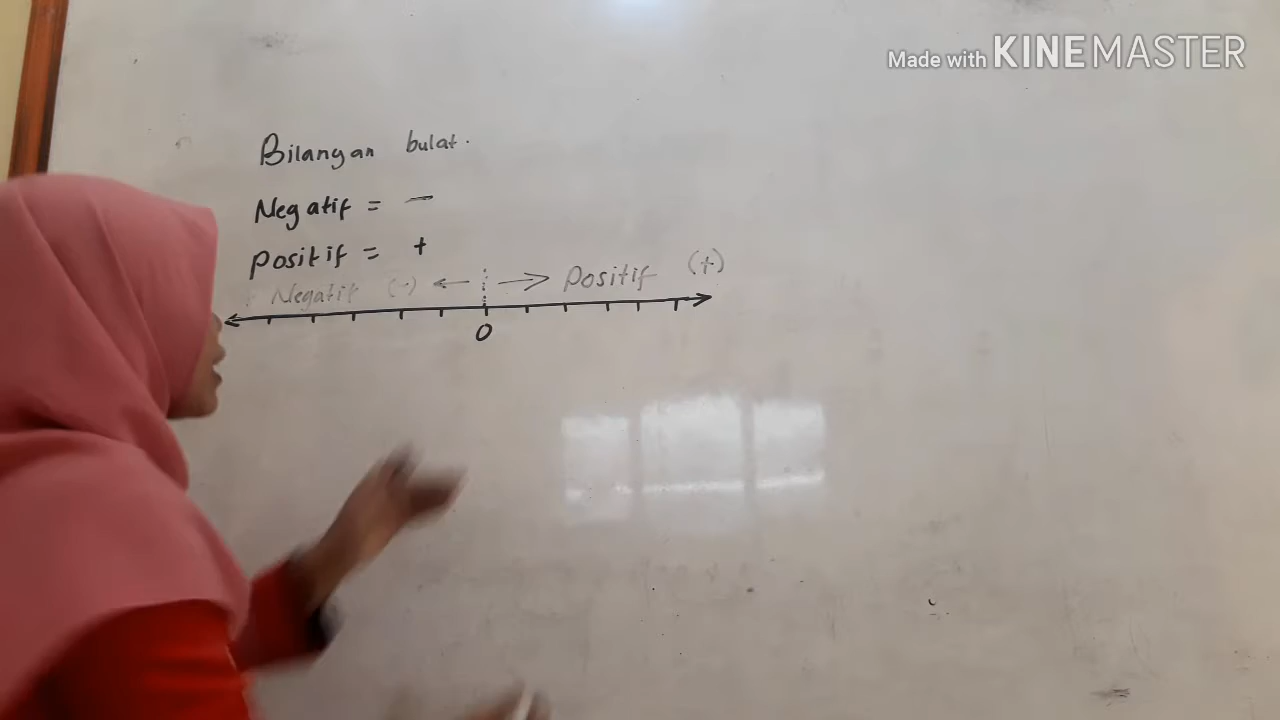 Made with KINEMASTER
Bilangan bulat.
Negatif = -
Positif = +
Negatif (-) ← → Positif (+)
0